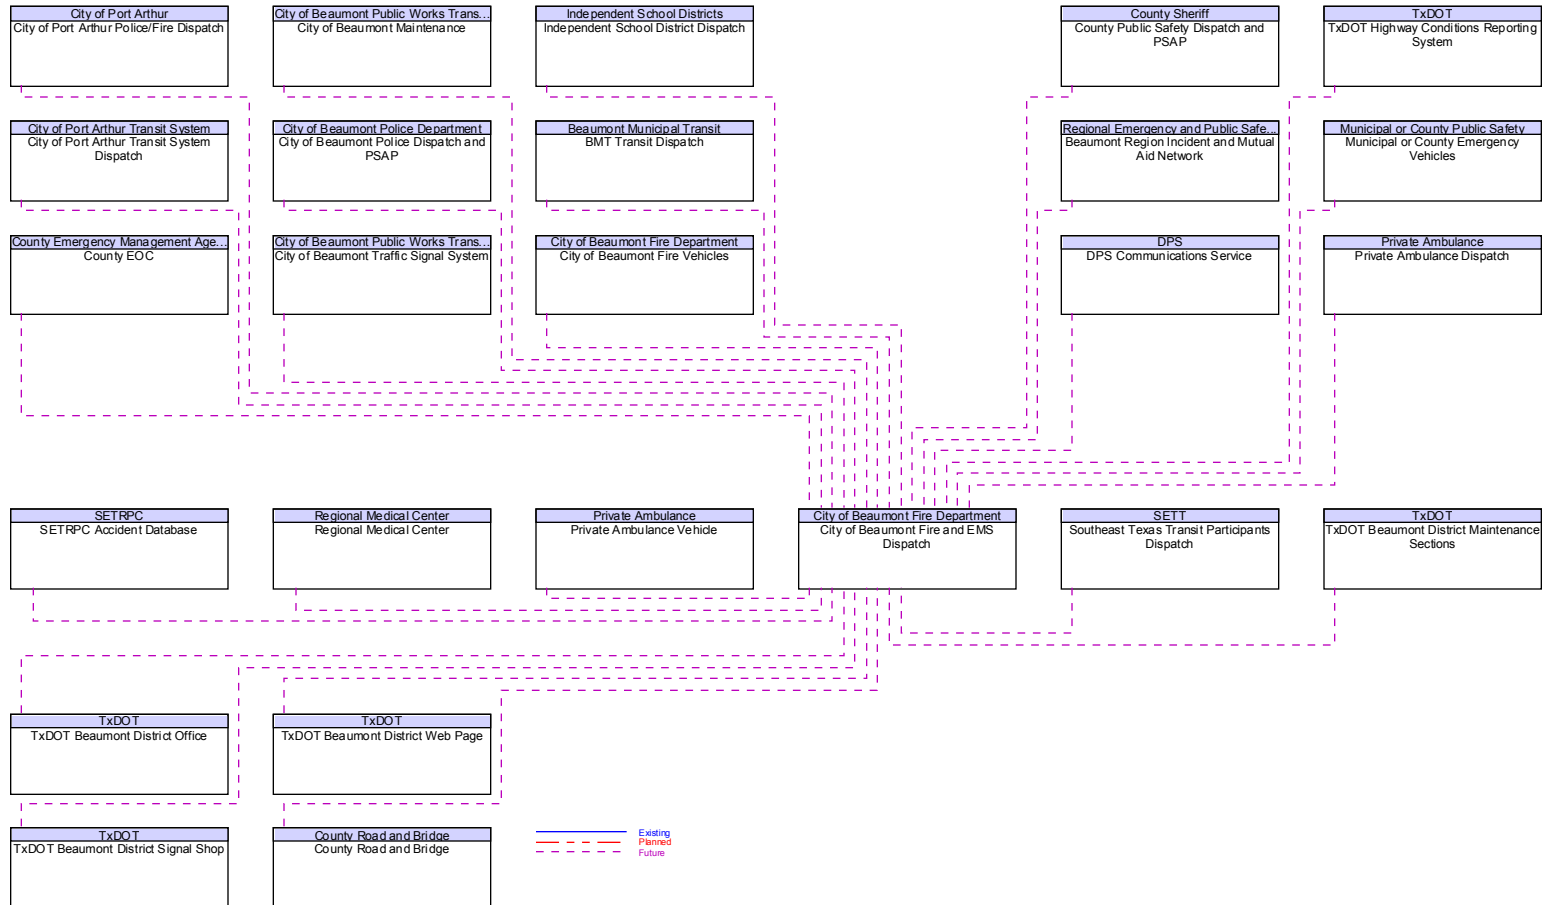 City of Port Arthur
City of Port Arthur Police/Fire Dispatch
City of Beaumont Public Works Trans...
City of Beaumont Maintenance
Independent School Districts
Independent School District Dispatch
County Sheriff
County Public Safety Dispatch and
PSAP
TxDOT
TxDOT Highway Conditions Reporting
System
City of Port Arthur Transit System
City of Port Arthur Transit System
Dispatch
City of Beaumont Police Department
City of Beaumont Police Dispatch and
PSAP
Beaumont Municipal Transit
BMT Transit Dispatch
Regional Emergency and Public Safe...
Beaumont Region Incident and Mutual
Aid Network
Municipal or County Public Safety
Municipal or County Emergency
Vehicles
County Emergency Management Age...
County EOC
City of Beaumont Public Works Trans...
City of Beaumont Traffic Signal System
City of Beaumont Fire Department
City of Beaumont Fire Vehicles
DPS
DPS Communications Service
Private Ambulance
Private Ambulance Dispatch
SETRPC
SETRPC Accident Database
Regional Medical Center
Regional Medical Center
Private Ambulance
Private Ambulance Vehicle
City of Beaumont Fire Department
City of Beaumont Fire and EMS
Dispatch
SETT
Southeast Texas Transit Participants
Dispatch
TxDOT
TxDOT Beaumont District Maintenance
Sections
TxDOT
TxDOT Beaumont District Office
TxDOT
TxDOT Beaumont District Web Page
TxDOT
TxDOT Beaumont District Signal Shop
County Road and Bridge
County Road and Bridge
Existing
Planned
Future